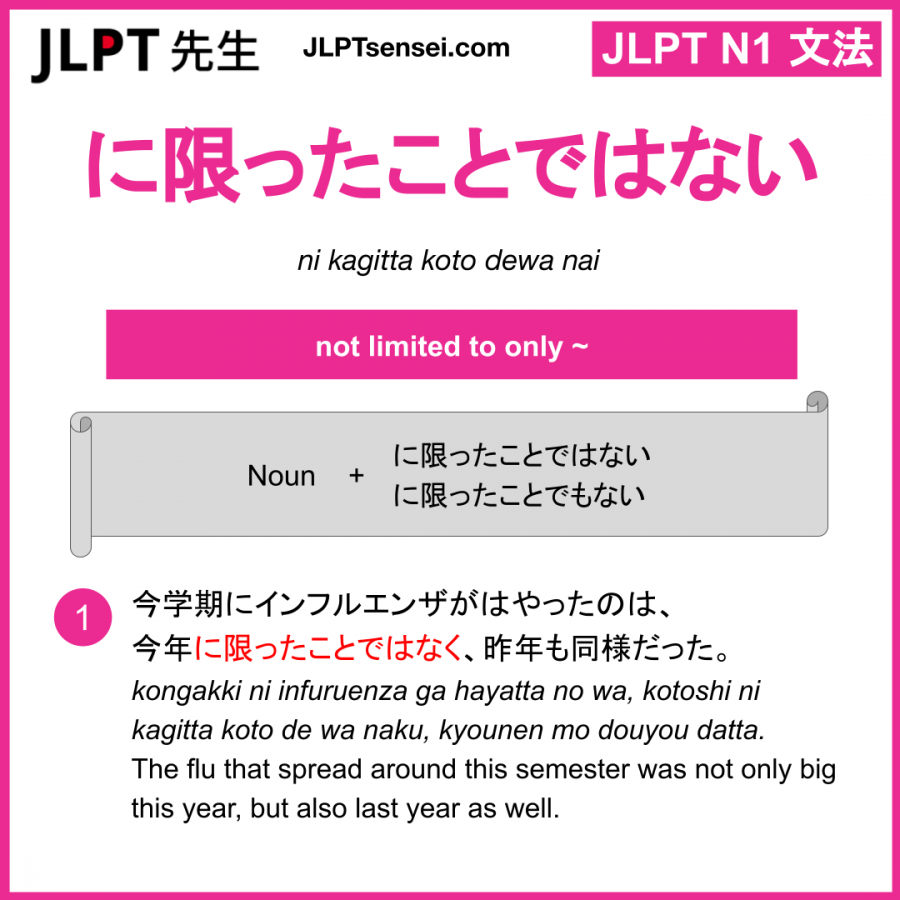 JLPT 先生
JLPTsensei.com
JLPT N1 文法
に限ったことではない
ni kagitta koto dewa nai
not limited to only ~
Noun + に限ったことではない
に限ったことでもない
1 今学期にインフルエンザがはやったのは、
今年に限ったことではなく、昨年も同様だった。
kongakki ni infuruenza ga hayatta no wa, kotoshi ni
kagitta koto de wa naku, kyounen mo douyou datta.
The flu that spread around this semester was not only big
this year, but also last year as well.